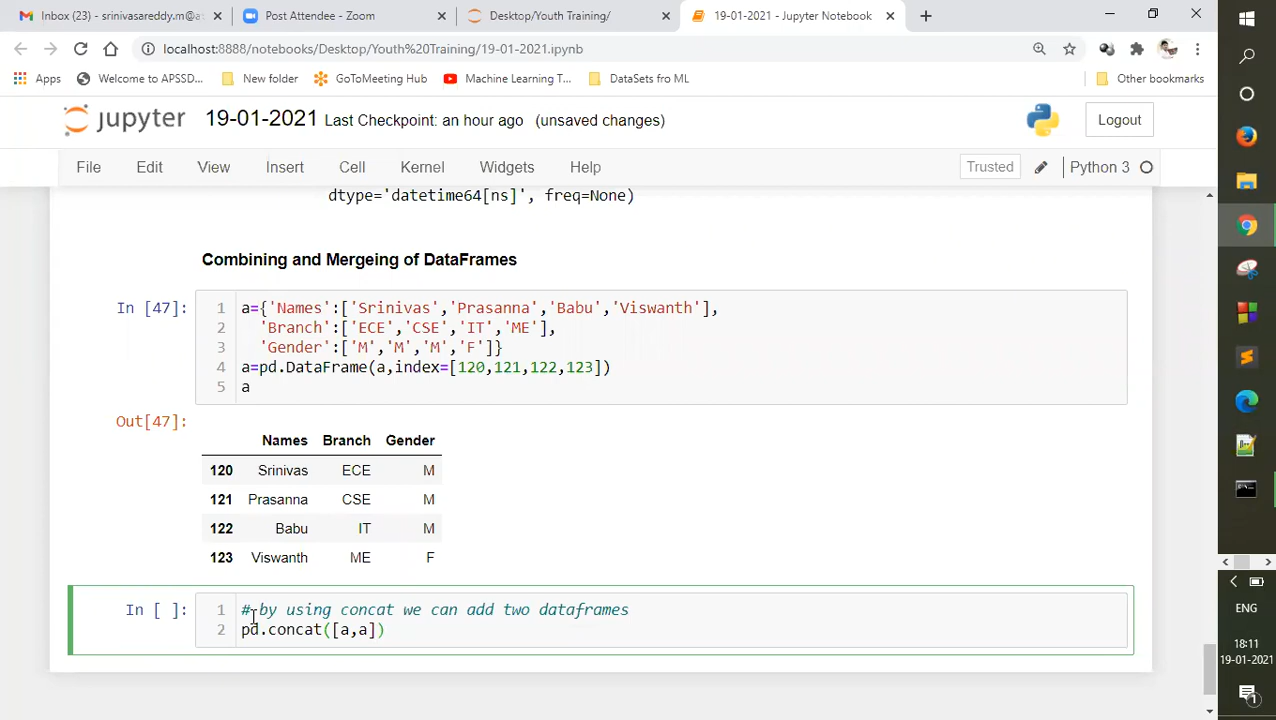 Inbox (23) - srinivasareddy.m@a
Post Attendee - Zoom
Desktop/Youth Training/
19-01-2021 - Jupyter Notebook
localhost:8888/notebooks/Desktop/Youth%20Training/19-01-2021.ipynb
Apps
Welcome to APSSD...
New folder
GoToMeeting Hub
Machine Learning T...
DataSets fro ML
Other bookmarks
jupyter
19-01-2021 Last Checkpoint: an hour ago (unsaved changes)
Logout
File Edit View Insert Cell Kernel Widgets Help
Trusted
Python 3
dtype='datetime64[ns]', freq=None)
Combining and Mergeing of DataFrames
In [47]:
1 a={'Names':['Srinivas','Prasanna','Babu','Viswanth'],
2 'Branch':['ECE','CSE','IT','ME'],
3 'Gender':['M','M','M','F']}
4 a=pd.DataFrame(a,index=[120,121,122,123])
5 a
Out[47]:
Names Branch Gender
120 Srinivas ECE M
121 Prasanna CSE M
122 Babu IT M
123 Viswanth ME F
In [ ]:
1 # by using concat we can add two dataframes
2 pd.concat([a,a])
ENG
18:11
19-01-2021
1